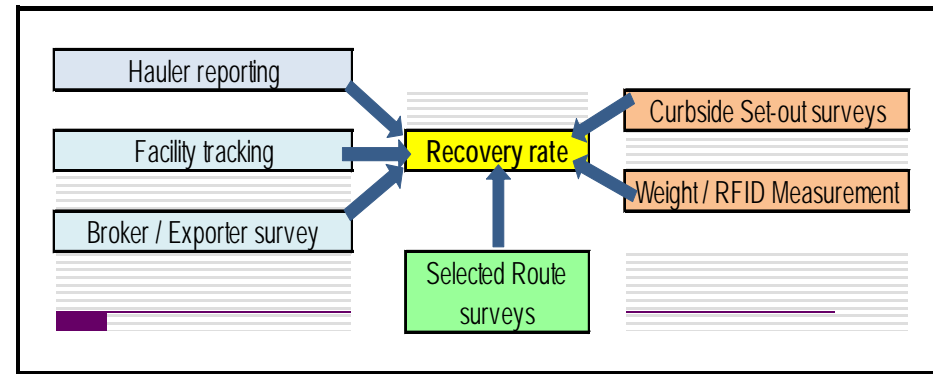 Hauler reporting
Facility tracking
Broker / Exporter survey
Recovery rate
Selected Route
surveys
Curbside Set-out surveys
Weight / RFID Measurement